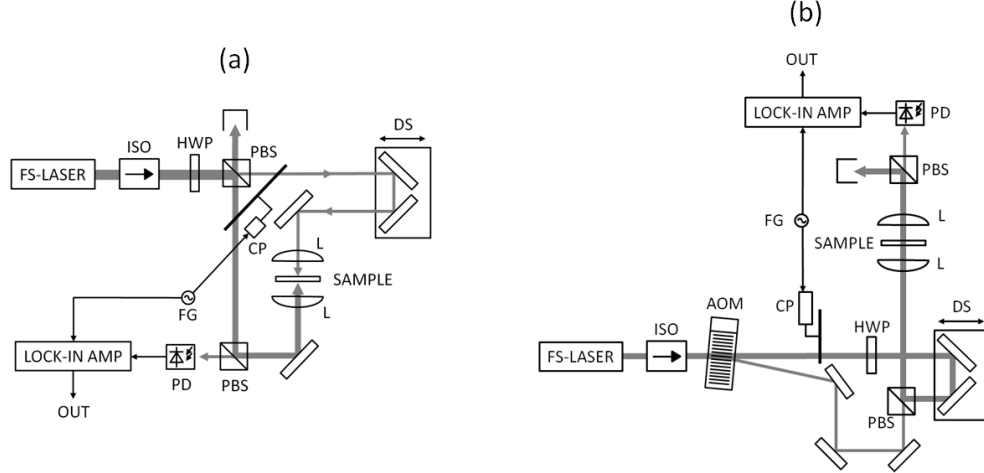 (a)
HWP
ISO
PBS
DS
FS-LASER
CP
SAMPLE
L
FG
LOCK-IN AMP
PD
PBS
OUT
(b)
OUT
LOCK-IN AMP
PD
PBS
L
FG
SAMPLE
L
AOM
CP
DS
ISO
HWP
FS-LASER
PBS